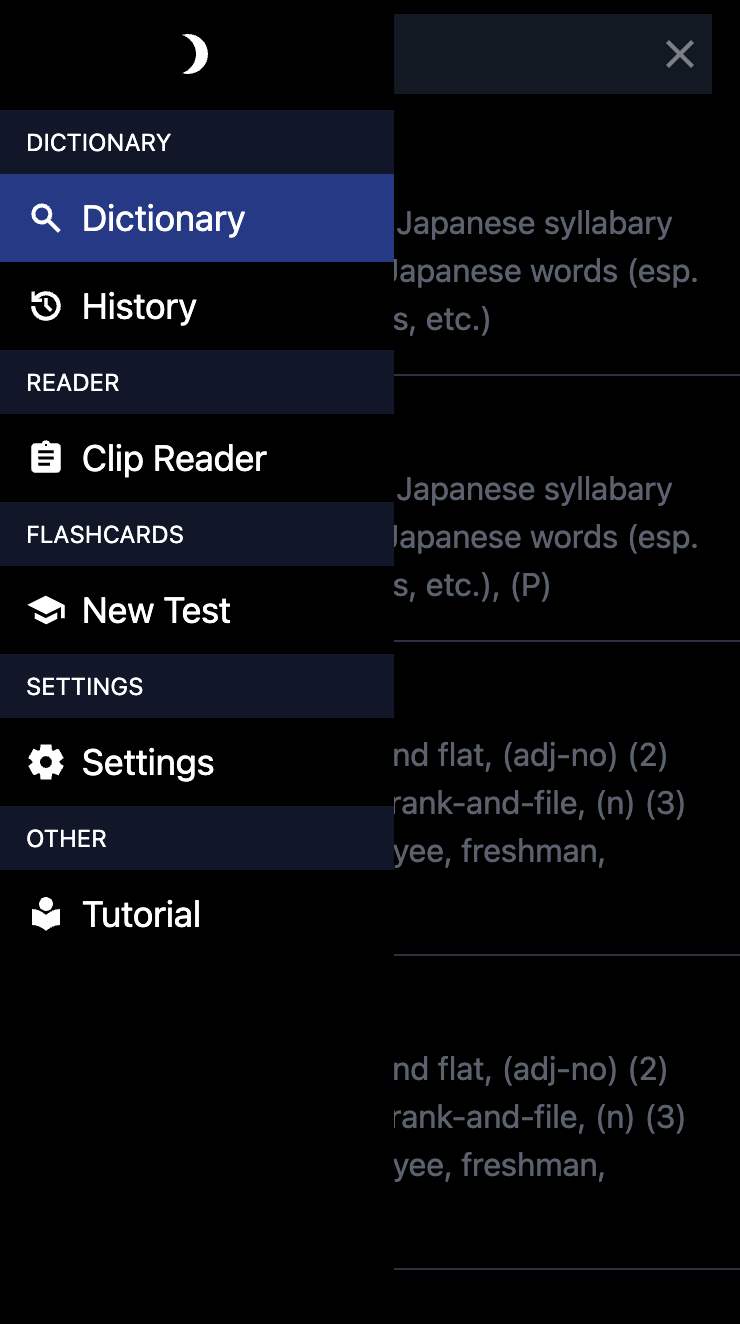 DICTIONARY
Dictionary
History
READER
Clip Reader
FLASHCARDS
New Test
SETTINGS
Settings
OTHER
Tutorial
Japanese syllabary
Japanese words (esp.
s, etc.)
Japanese syllabary
Japanese words (esp.
s, etc.), (P)
nd flat, (adj-no) (2)
rank-and-file, (n) (3)
yee, freshman,
nd flat, (adj-no) (2)
rank-and-file, (n) (3)
yee, freshman,